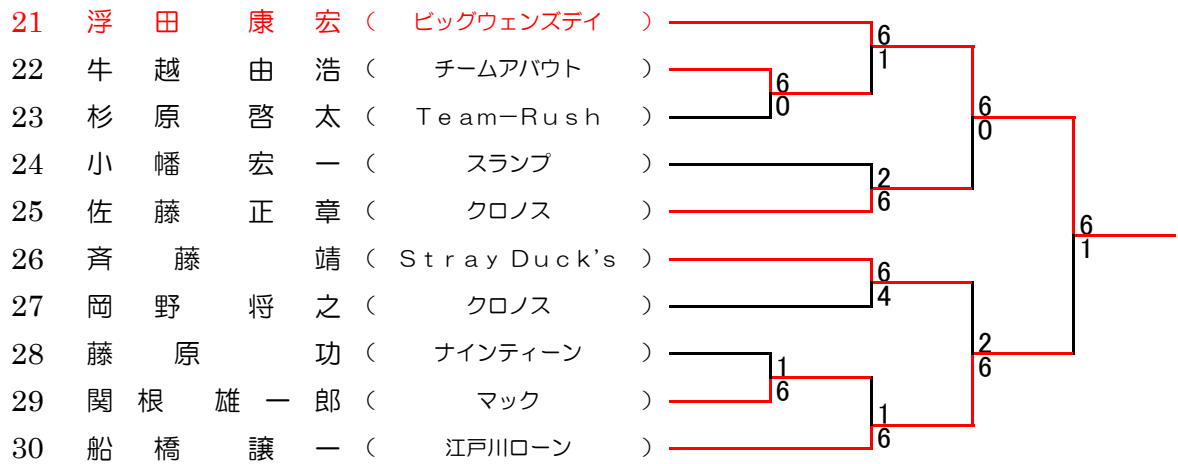 21 浮田 康宏 ( ビッグウェンズデイ )
22 牛越 由浩 ( チームアバウト )
23 杉原 啓太 ( Team-Rush )
24 小幡 宏一 ( スランプ )
25 佐藤 正章 ( クロノス )
26 斉藤 靖 ( Stray Duck's )
27 岡野 将之 ( クロノス )
28 藤原 功 ( ナインティーン )
29 関根 雄一郎 ( マック )
30 船橋 譲一 ( 江戸川ローン )
6
1
6
0
6
0
2
6
6
1
6
4
2
6
1
6
1
6